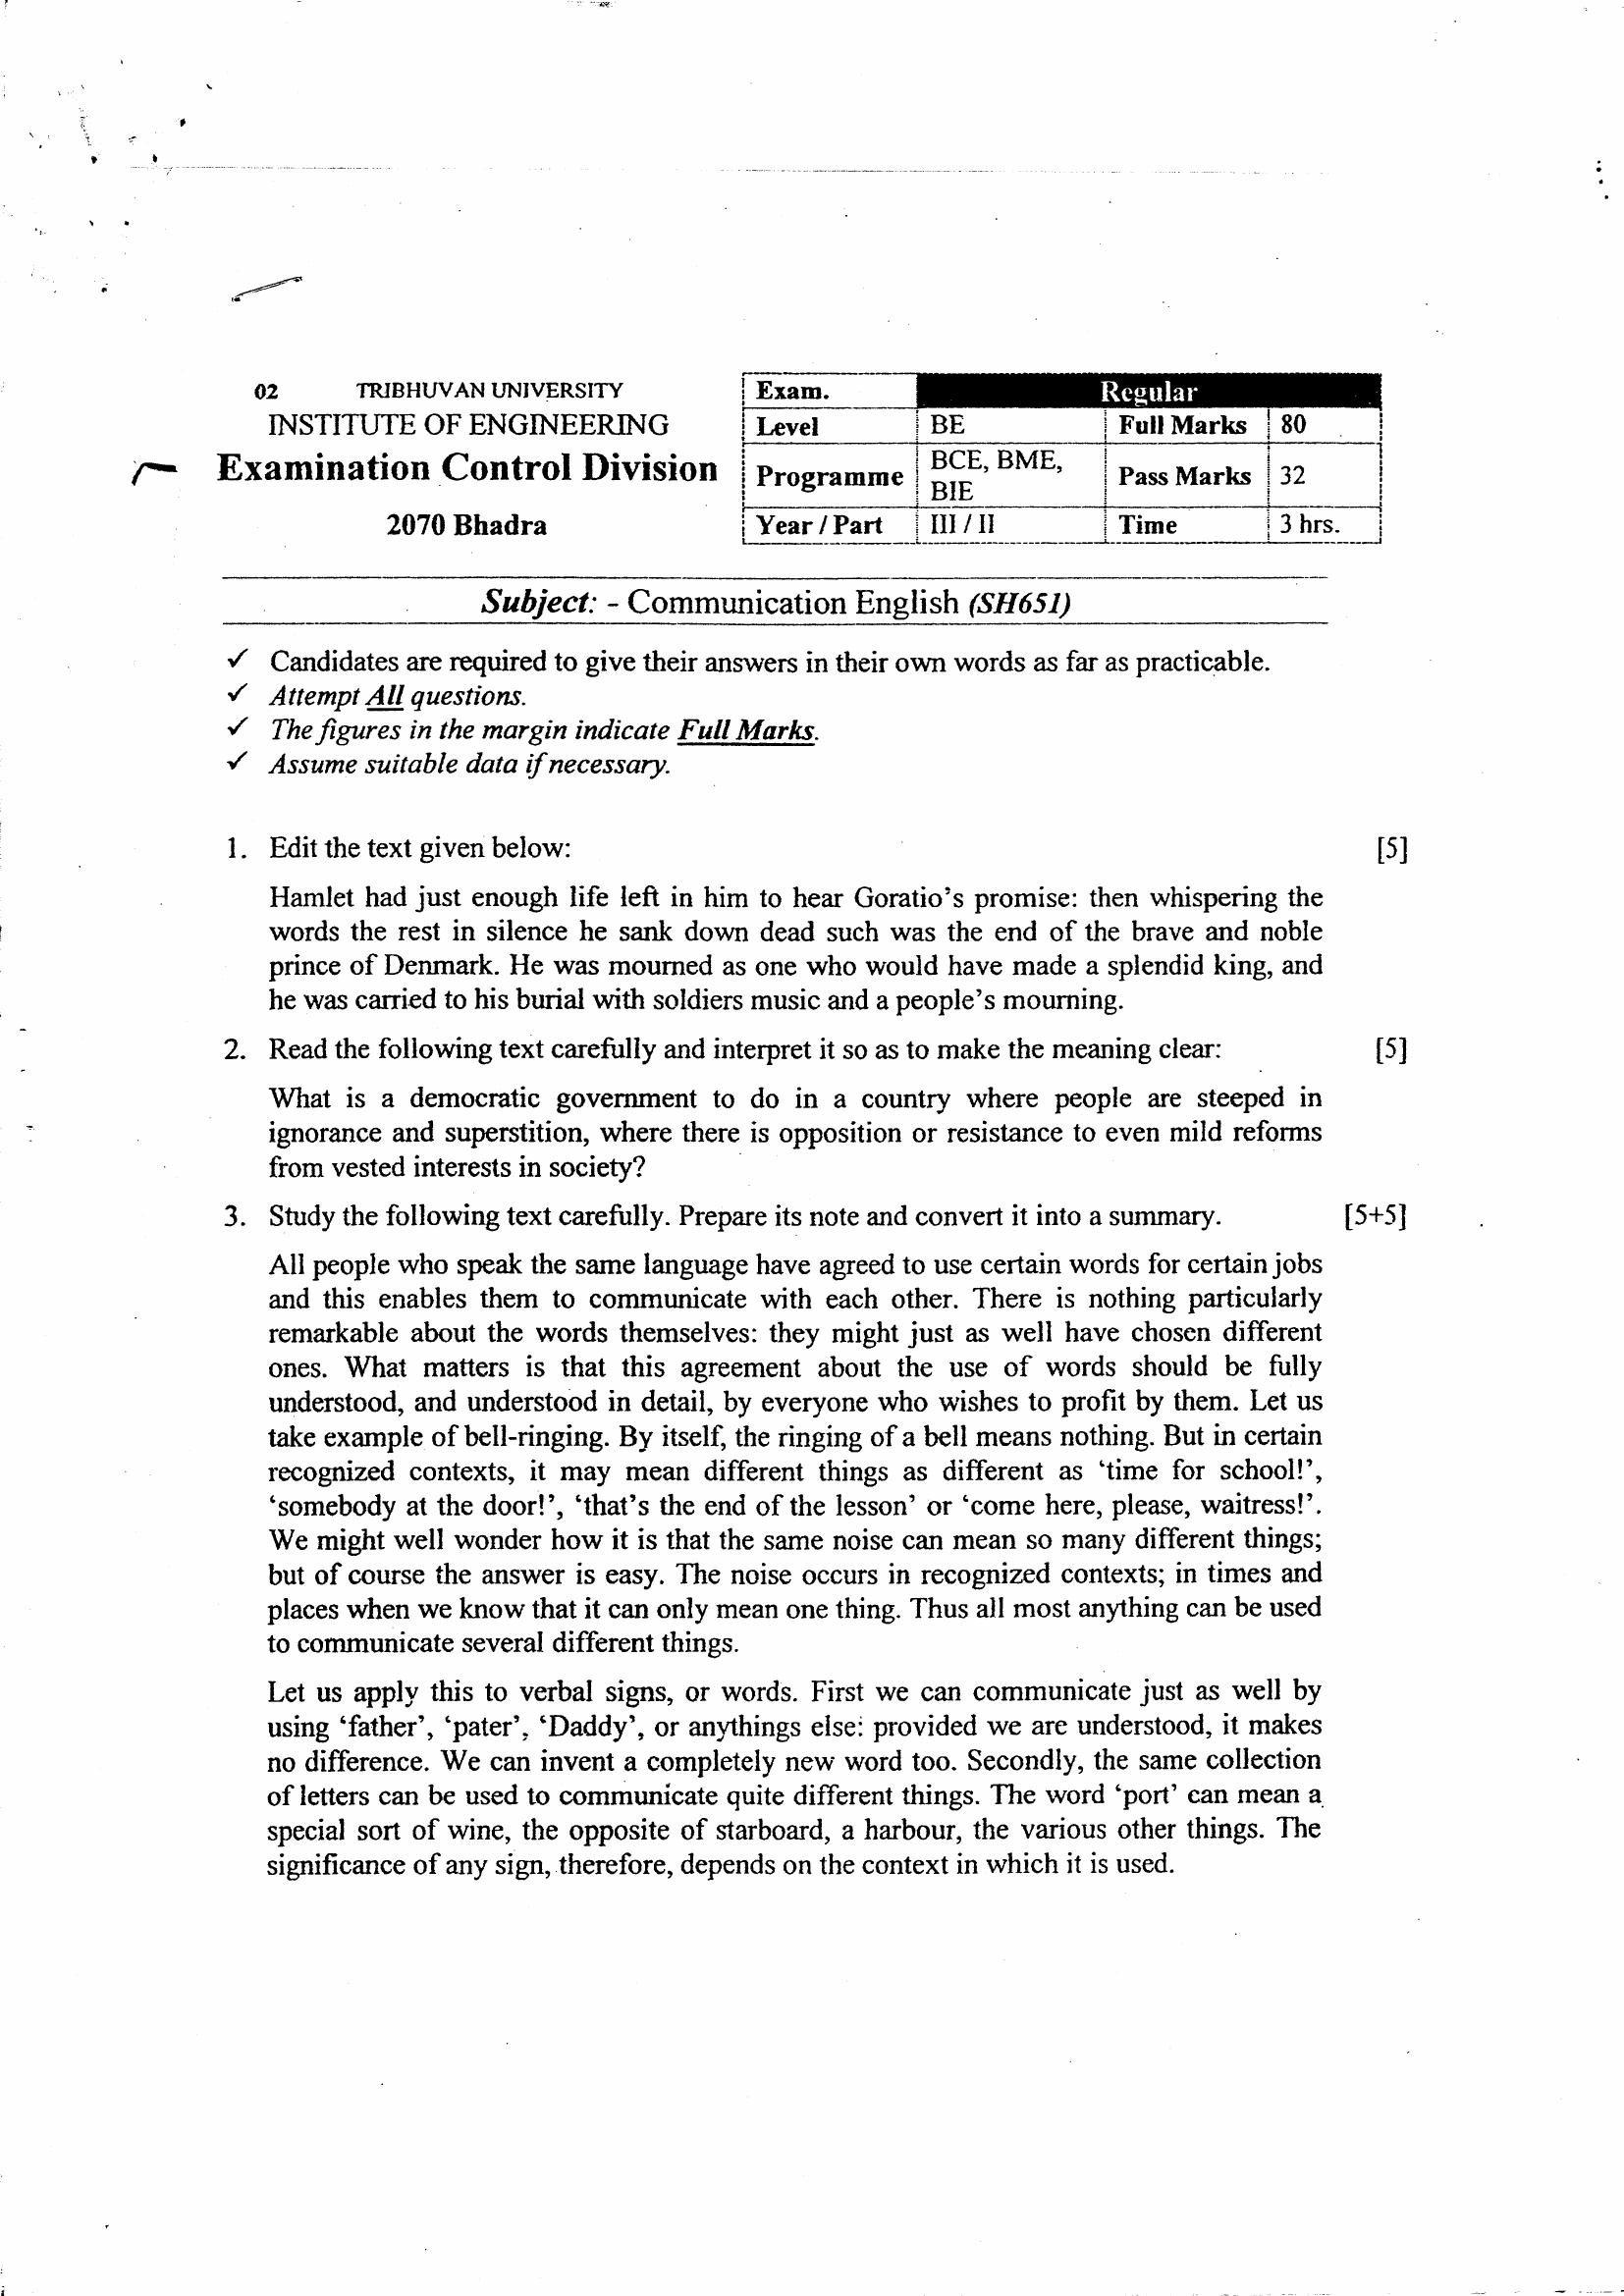 02 TRIBHUVAN UNIVERSITY
INSTITUTE OF ENGINEERING
Examination Control Division
2070 Bhadra
Exam. Regular
Level BE Full Marks 80
Programme BCE, BME, BIE Pass Marks 32
Year / Part III / II Time 3 hrs.
Subject: - Communication English (SH651)
✓ Candidates are required to give their answers in their own words as far as practicable.
✓ Attempt All questions.
✓ The figures in the margin indicate Full Marks.
✓ Assume suitable data if necessary.
1. Edit the text given below: [5]
Hamlet had just enough life left in him to hear Goratio's promise: then whispering the
words the rest in silence he sank down dead such was the end of the brave and noble
prince of Denmark. He was mourned as one who would have made a splendid king, and
he was carried to his burial with soldiers music and a people's mourning.
2. Read the following text carefully and interpret it so as to make the meaning clear: [5]
What is a democratic government to do in a country where people are steeped in
ignorance and superstition, where there is opposition or resistance to even mild reforms
from vested interests in society?
3. Study the following text carefully. Prepare its note and convert it into a summary. [5+5]
All people who speak the same language have agreed to use certain words for certain jobs
and this enables them to communicate with each other. There is nothing particularly
remarkable about the words themselves: they might just as well have chosen different
ones. What matters is that this agreement about the use of words should be fully
understood, and understood in detail, by everyone who wishes to profit by them. Let us
take example of bell-ringing. By itself, the ringing of a bell means nothing. But in certain
recognized contexts, it may mean different things as different as 'time for school!',
'somebody at the door!', 'that's the end of the lesson' or 'come here, please, waitress!'.
We might well wonder how it is that the same noise can mean so many different things;
but of course the answer is easy. The noise occurs in recognized contexts; in times and
places when we know that it can only mean one thing. Thus all most anything can be used
to communicate several different things.
Let us apply this to verbal signs, or words. First we can communicate just as well by
using 'father', 'pater', 'Daddy', or anythings else: provided we are understood, it makes
no difference. We can invent a completely new word too. Secondly, the same collection
of letters can be used to communicate quite different things. The word 'port' can mean a
special sort of wine, the opposite of starboard, a harbour, the various other things. The
significance of any sign, therefore, depends on the context in which it is used.